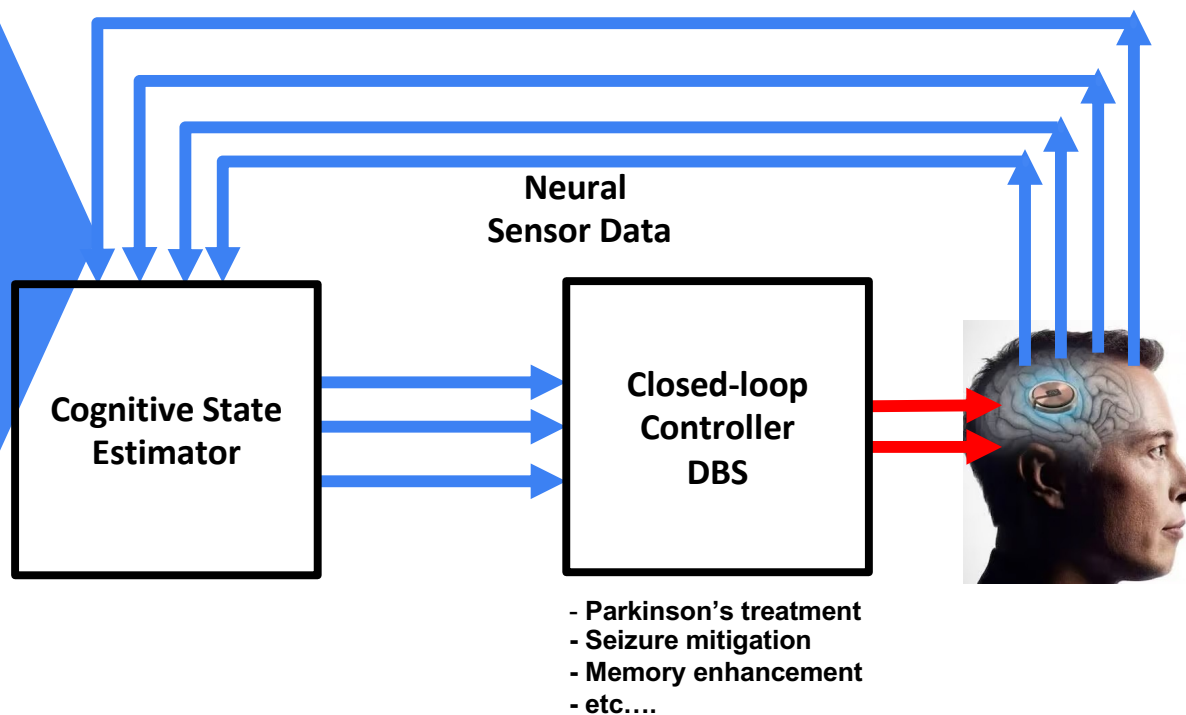 Neural
Sensor Data
Cognitive State
Estimator
Closed-loop
Controller
DBS
- Parkinson’s treatment
- Seizure mitigation
- Memory enhancement
- etc….